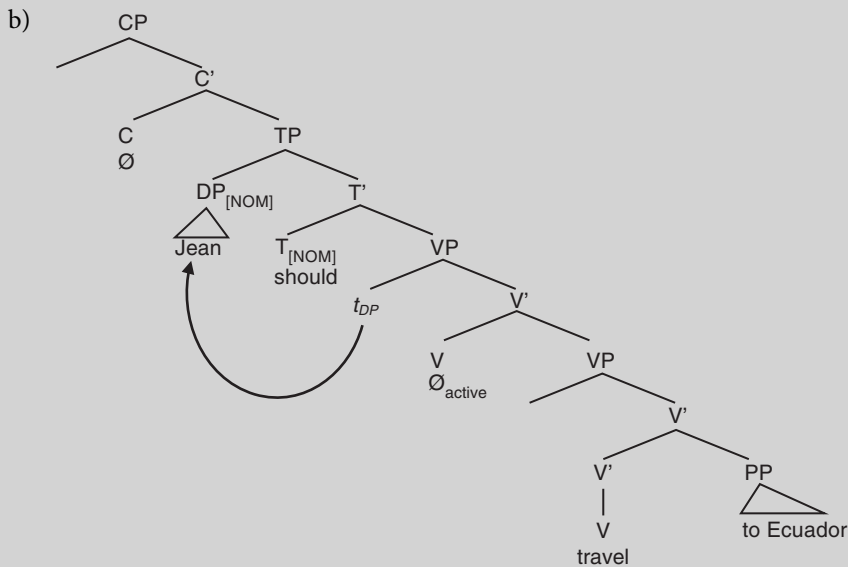 b)
CP
C’
C TP
Ø
DP[NOM] T’
Jean T[NOM] VP
should
tDP V’
V VP
Øactive
V’
V’ PP
to Ecuador
V
travel